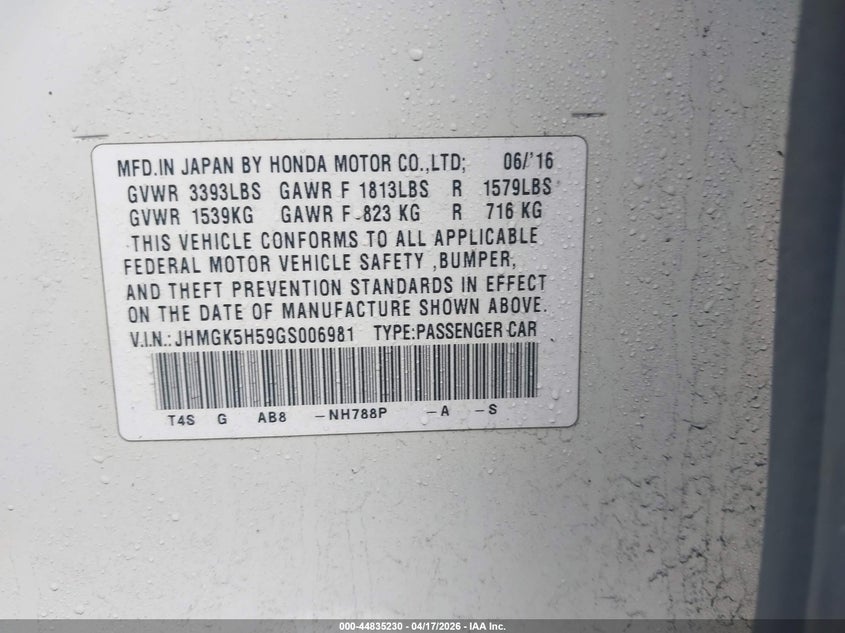 MFD.IN JAPAN BY HONDA MOTOR CO.,LTD; 06/'16
GVWR 3393LBS GAWR F 1813LBS R 1579LBS
GVWR 1539KG GAWR F 823 KG R 716 KG
THIS VEHICLE CONFORMS TO ALL APPLICABLE
FEDERAL MOTOR VEHICLE SAFETY ,BUMPER,
AND THEFT PREVENTION STANDARDS IN EFFECT
ON THE DATE OF MANUFACTURE SHOWN ABOVE.
V.I.N.: JHMGK5H59GS006981 TYPE:PASSENGER CAR
T4S G AB8 -NH788P -A -S
000-44835230 - 04/17/2026 - IAA Inc.